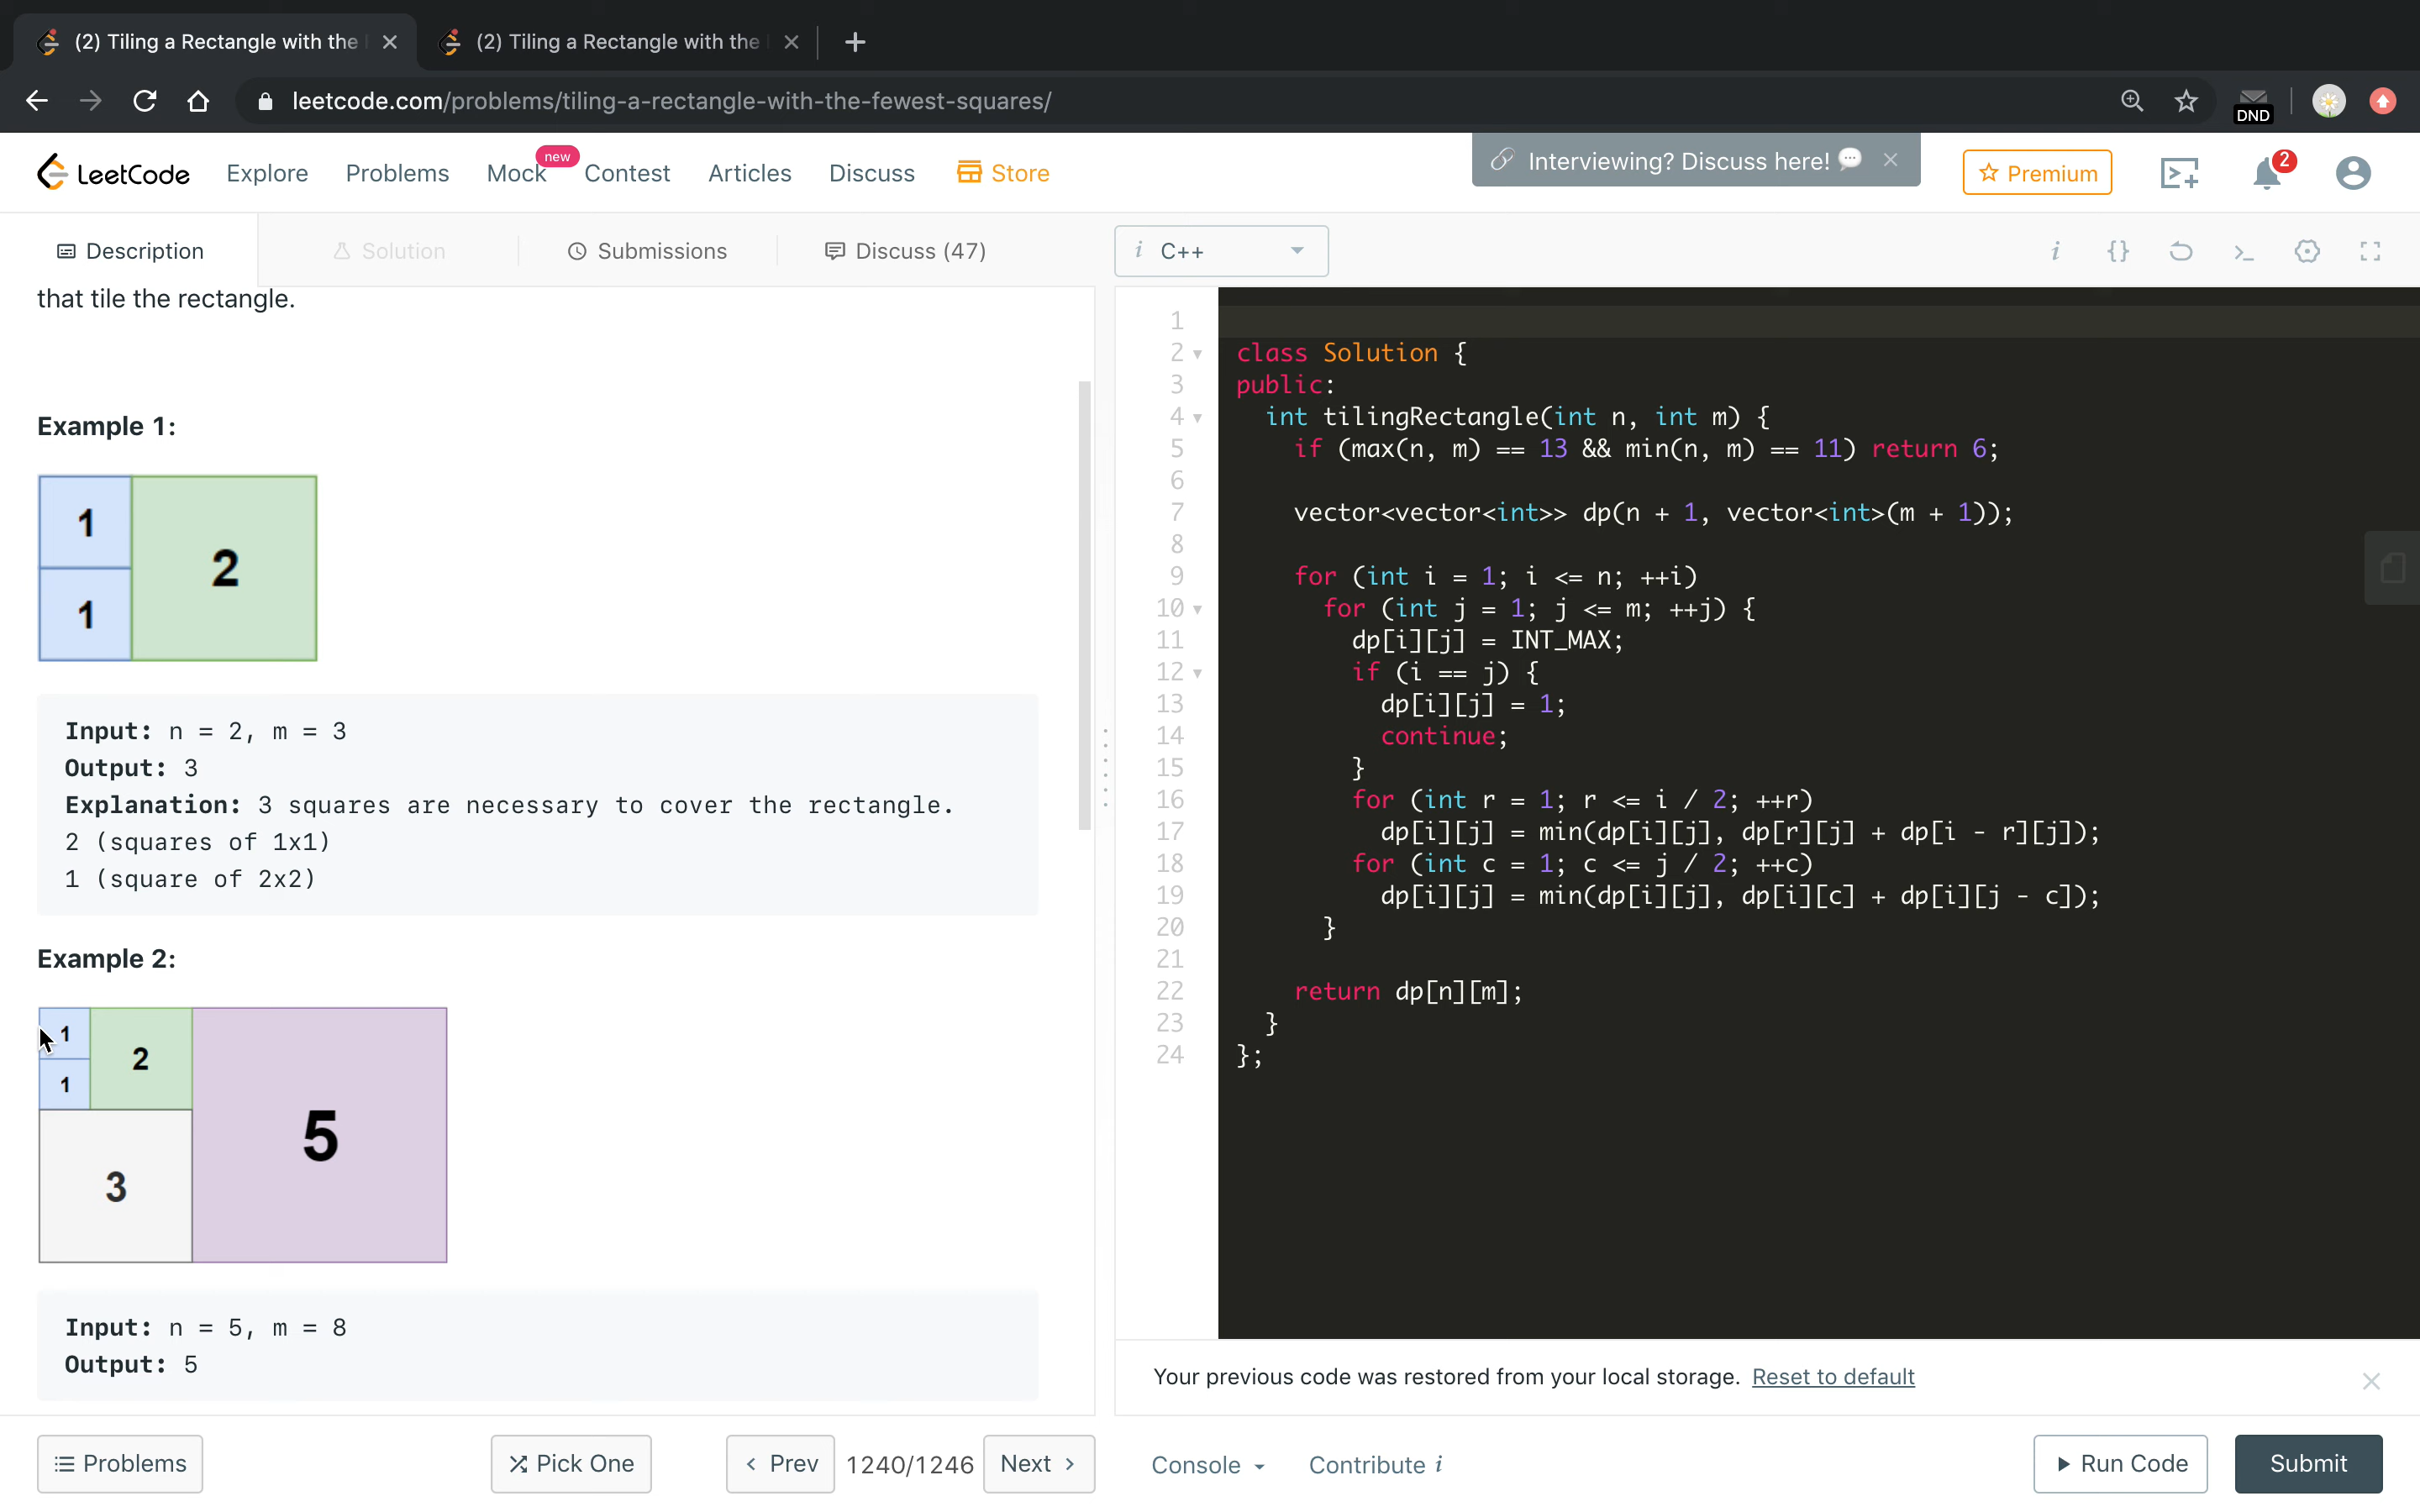 (2) Tiling a Rectangle with the
(2) Tiling a Rectangle with the
leetcode.com/problems/tiling-a-rectangle-with-the-fewest-squares/
DND
LeetCode
Explore
Problems
Mock
new
Contest
Articles
Discuss
Store
Interviewing? Discuss here! 💬
Premium
2
Description
Solution
Submissions
Discuss (47)
i C++
i {} >_
that tile the rectangle.
Example 1:
1
2
1
Input: n = 2, m = 3
Output: 3
Explanation: 3 squares are necessary to cover the rectangle.
2 (squares of 1x1)
1 (square of 2x2)
Example 2:
1
2
1
5
3
Input: n = 5, m = 8
Output: 5
1
2 class Solution {
3 public:
4 int tilingRectangle(int n, int m) {
5 if (max(n, m) == 13 && min(n, m) == 11) return 6;
6
7 vector<vector<int>> dp(n + 1, vector<int>(m + 1));
8
9 for (int i = 1; i <= n; ++i)
10 for (int j = 1; j <= m; ++j) {
11 dp[i][j] = INT_MAX;
12 if (i == j) {
13 dp[i][j] = 1;
14 continue;
15 }
16 for (int r = 1; r <= i / 2; ++r)
17 dp[i][j] = min(dp[i][j], dp[r][j] + dp[i - r][j]);
18 for (int c = 1; c <= j / 2; ++c)
19 dp[i][j] = min(dp[i][j], dp[i][c] + dp[i][j - c]);
20 }
21
22 return dp[n][m];
23 }
24 };
Your previous code was restored from your local storage. Reset to default
Problems
Pick One
Prev
1240/1246
Next
Console
Contribute i
Run Code
Submit